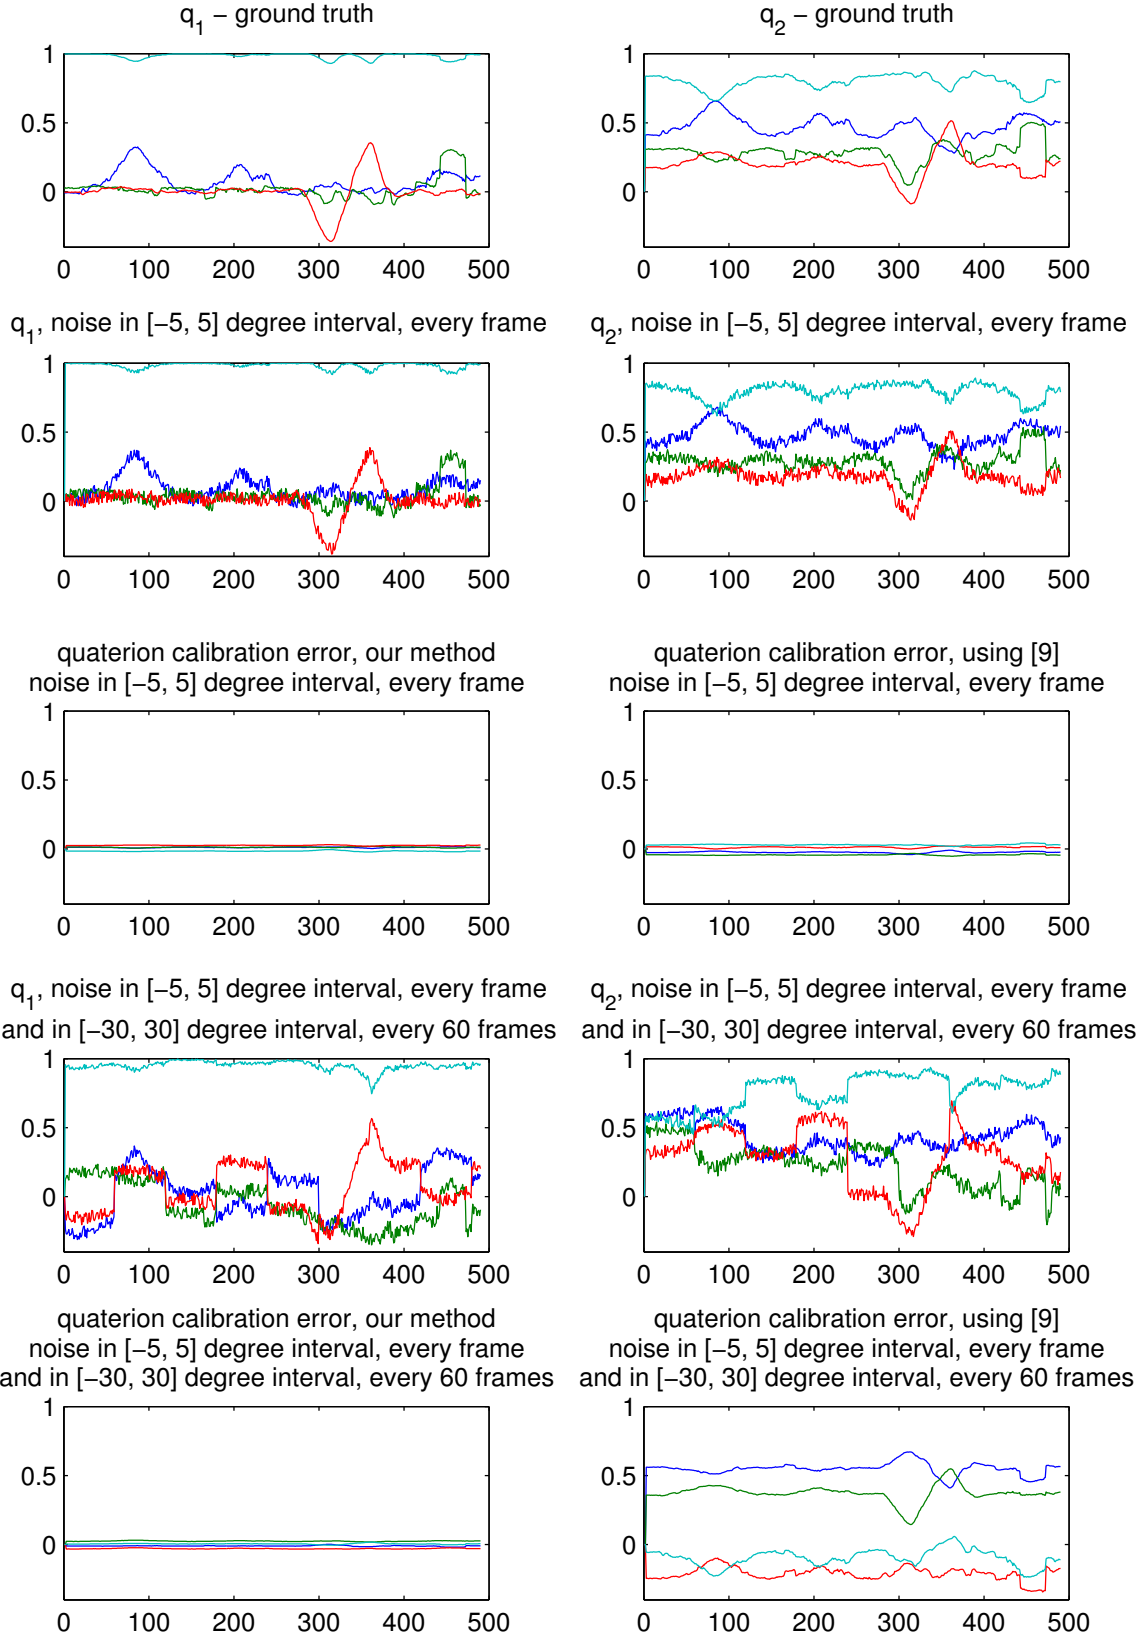 q1 − ground truth
q2 − ground truth
1
0.5
0
0 100 200 300 400 500
1
0.5
0
0 100 200 300 400 500
q1, noise in [−5, 5] degree interval, every frame
q2, noise in [−5, 5] degree interval, every frame
1
0.5
0
0 100 200 300 400 500
1
0.5
0
0 100 200 300 400 500
quaterion calibration error, our method
noise in [−5, 5] degree interval, every frame
quaterion calibration error, using [9]
noise in [−5, 5] degree interval, every frame
1
0.5
0
0 100 200 300 400 500
1
0.5
0
0 100 200 300 400 500
q1, noise in [−5, 5] degree interval, every frame
and in [−30, 30] degree interval, every 60 frames
q2, noise in [−5, 5] degree interval, every frame
and in [−30, 30] degree interval, every 60 frames
1
0.5
0
0 100 200 300 400 500
1
0.5
0
0 100 200 300 400 500
quaterion calibration error, our method
noise in [−5, 5] degree interval, every frame
and in [−30, 30] degree interval, every 60 frames
quaterion calibration error, using [9]
noise in [−5, 5] degree interval, every frame
and in [−30, 30] degree interval, every 60 frames
1
0.5
0
0 100 200 300 400 500
1
0.5
0
0 100 200 300 400 500